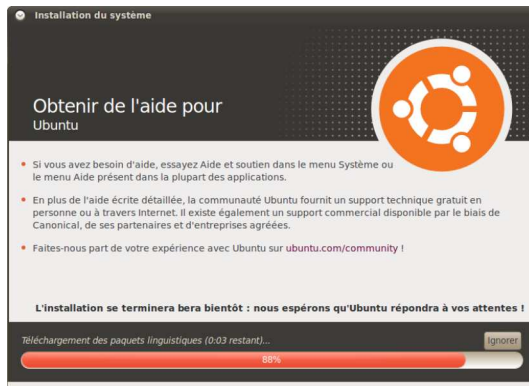 Installation du système
Obtenir de l'aide pour
Ubuntu
Si vous avez besoin d'aide, essayez Aide et soutien dans le menu Système ou
le menu Aide présent dans la plupart des applications.
En plus de l'aide écrite détaillée, la communauté Ubuntu fournit un support technique gratuit en
personne ou à travers Internet. Il existe également un support commercial disponible par le biais de
Canonical, de ses partenaires et d'entreprises agréées.
Faites-nous part de votre expérience avec Ubuntu sur ubuntu.com/community !
L'installation se terminera bera bientôt : nous espérons qu'Ubuntu répondra à vos attentes !
Téléchargement des paquets linguistiques (0:03 restant)...
Ignorer
88%